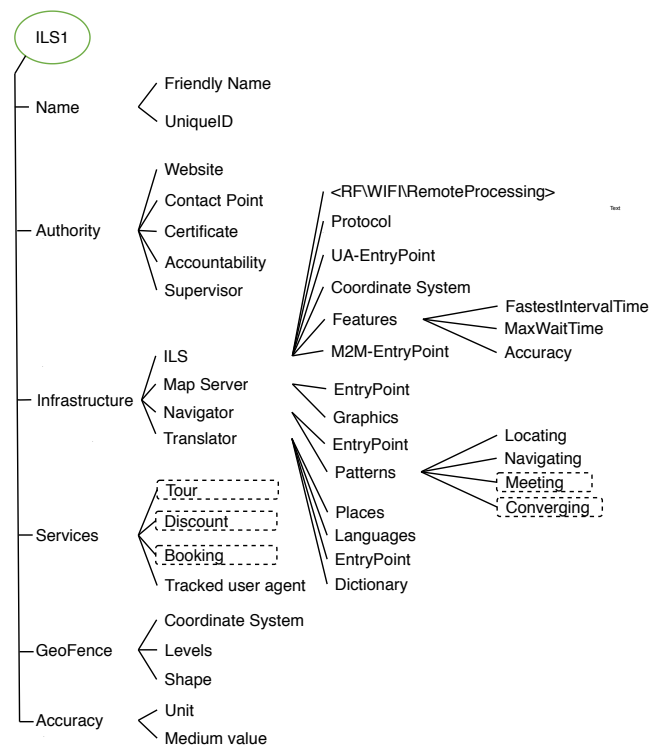 ILS1
Name
Friendly Name
UniqueID
Authority
Website
Contact Point
Certificate
Accountability
Supervisor
Infrastructure
ILS
Map Server
Navigator
Translator
<RF\WIFI\RemoteProcessing>
Protocol
UA-EntryPoint
Coordinate System
Features
M2M-EntryPoint
FastestIntervalTime
MaxWaitTime
Accuracy
EntryPoint
Graphics
EntryPoint
Patterns
Locating
Navigating
Meeting
Converging
Places
Languages
EntryPoint
Dictionary
Services
Tour
Discount
Booking
Tracked user agent
GeoFence
Coordinate System
Levels
Shape
Accuracy
Unit
Medium value
Text